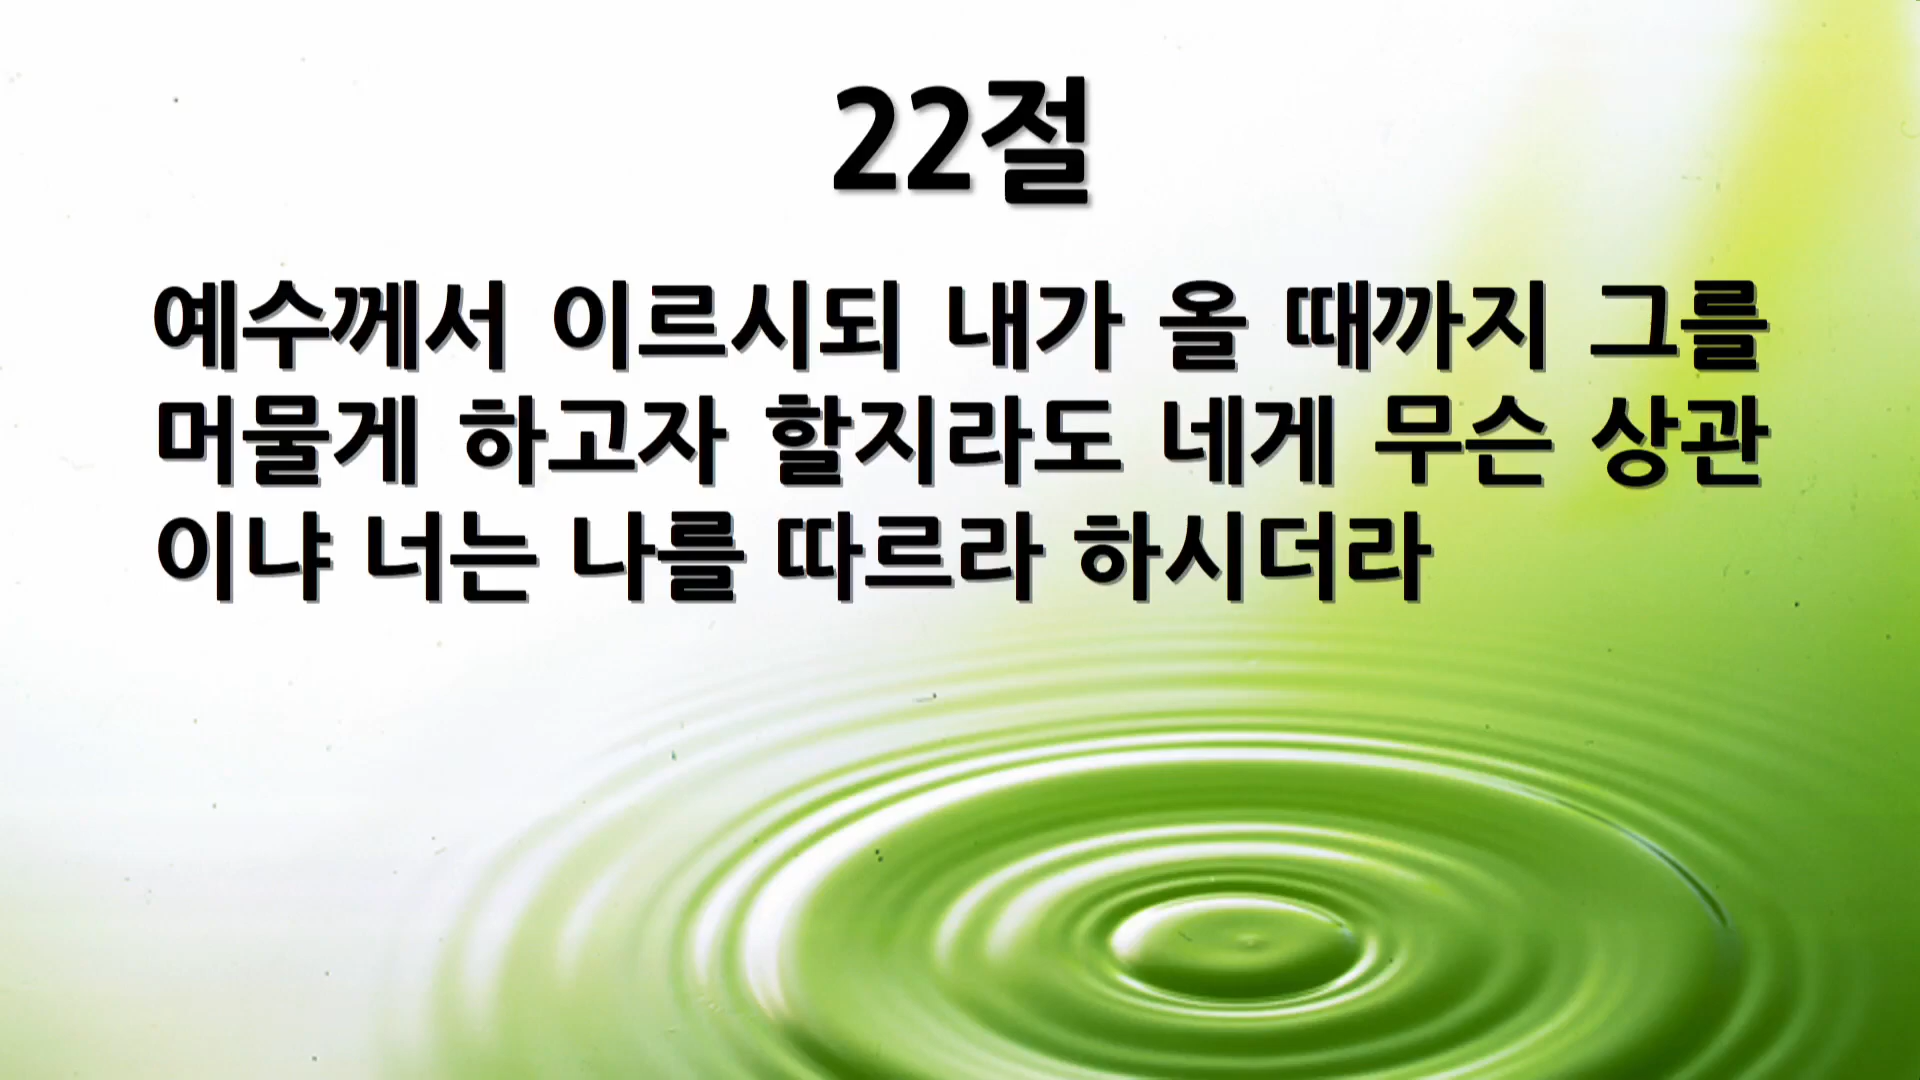 22절
예수께서 이르시되 내가 올 때까지 그를
머물게 하고자 할지라도 네게 무슨 상관
이냐 너는 나를 따르라 하시더라